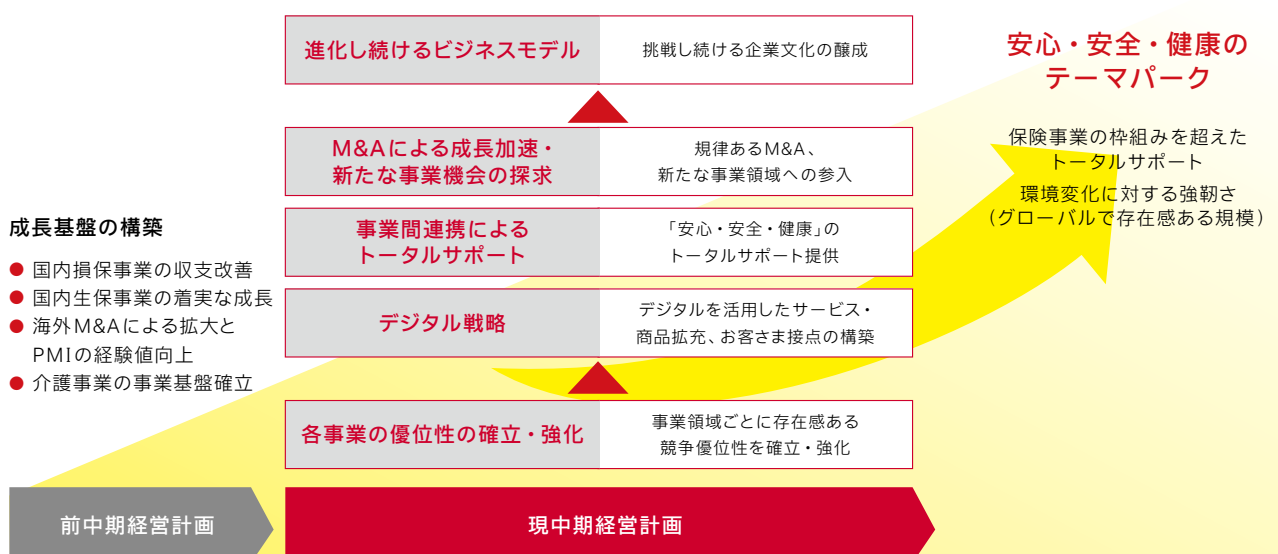 進化し続けるビジネスモデル
挑戦し続ける企業文化の醸成
M&Aによる成長加速・
新たな事業機会の探求
規律あるM&A、
新たな事業領域への参入
事業間連携による
トータルサポート
「安心・安全・健康」の
トータルサポート提供
デジタル戦略
デジタルを活用したサービス・
商品拡充、お客さま接点の構築
各事業の優位性の確立・強化
事業領域ごとに存在感ある
競争優位性を確立・強化
成長基盤の構築
● 国内損保事業の収支改善
● 国内生保事業の着実な成長
● 海外M&Aによる拡大と
PMIの経験値向上
● 介護事業の事業基盤確立
安心・安全・健康の
テーマパーク
保険事業の枠組みを超えた
トータルサポート
環境変化に対する強靭さ
（グローバルで存在感ある規模）
前中期経営計画
現中期経営計画